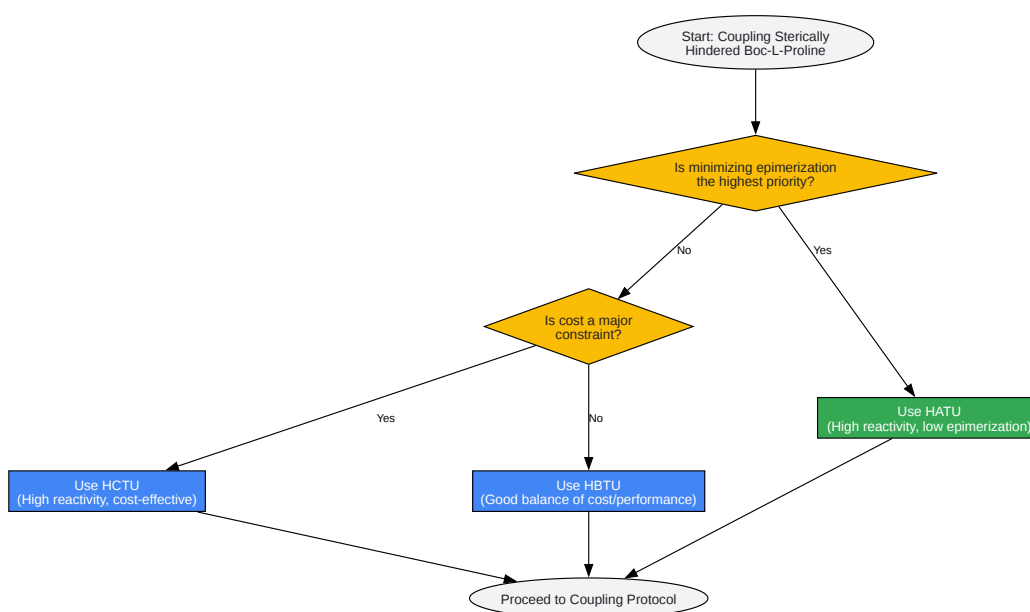 Start: Coupling Sterically
Hindered Boc-L-Proline
Is minimizing epimerization
the highest priority?
No
Yes
Is cost a major
constraint?
Yes
No
Use HATU
(High reactivity, low epimerization)
Use HCTU
(High reactivity, cost-effective)
Use HBTU
(Good balance of cost/performance)
Proceed to Coupling Protocol